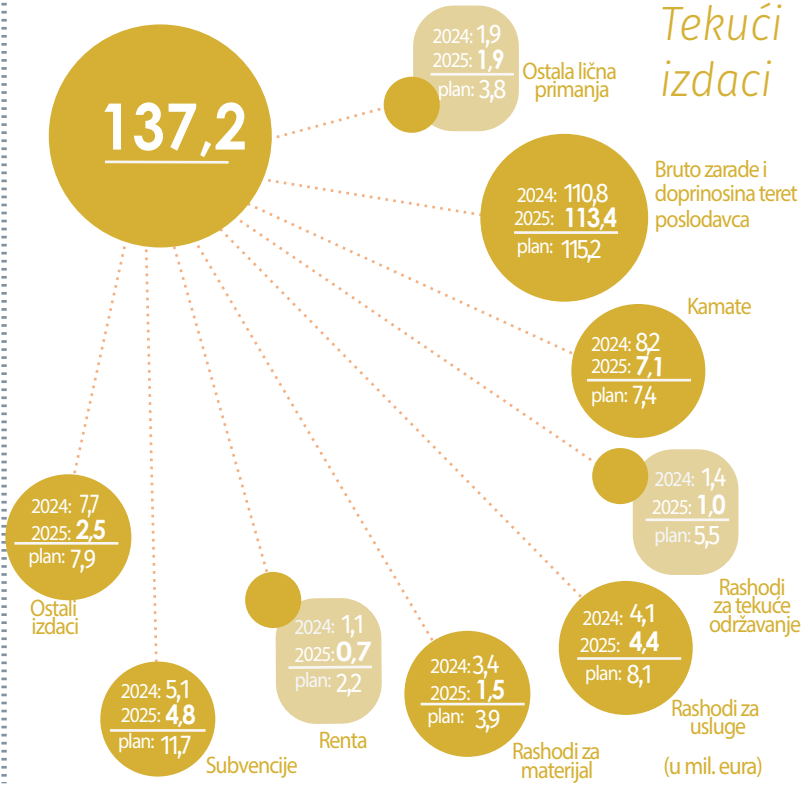 Tekući
izdaci
137,2
2024: 1,9
2025: 1,9
plan: 3,8
Ostala lična
primanja
2024: 110,8
2025: 113,4
plan: 115,2
Bruto zarade i
doprinosina teret
poslodavca
Kamate
2024: 8,2
2025: 7,1
plan: 7,4
2024: 1,4
2025: 1,0
plan: 5,5
Rashodi
za tekuće
održavanje
2024: 4,1
2025: 4,4
plan: 8,1
Rashodi za
usluge
2024: 3,4
2025: 1,5
plan: 3,9
Rashodi za
materijal
2024: 1,1
2025: 0,7
plan: 2,2
Renta
2024: 5,1
2025: 4,8
plan: 11,7
Subvencije
2024: 7,7
2025: 2,5
plan: 7,9
Ostali
izdaci
(u mil. eura)